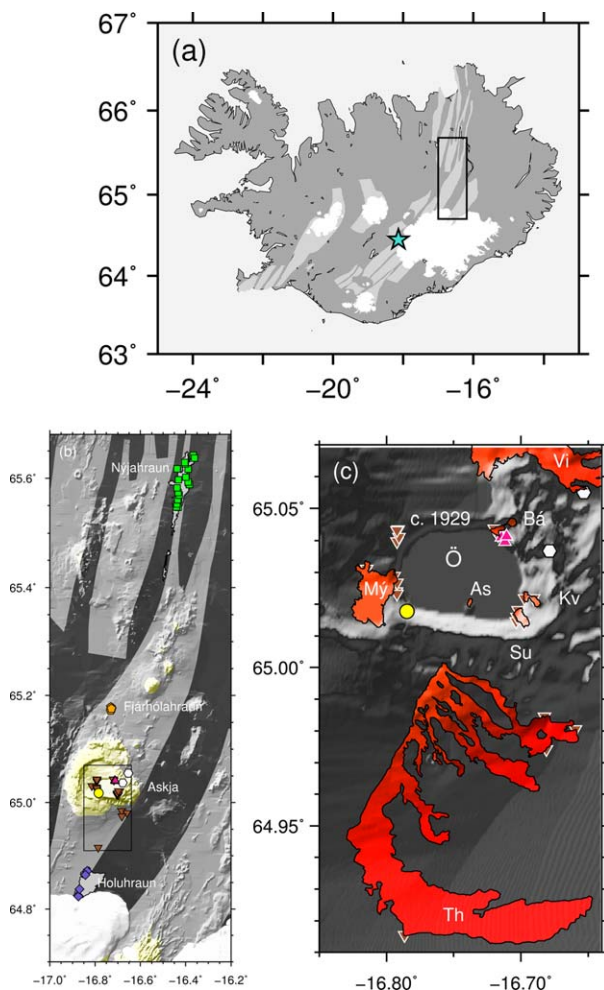 (a)
67°
66°
65°
64°
63°
−24°
−20°
−16°
(b)
Nyjahraun
65.6°
65.4°
65.2°
Fjárhólahraun
Askja
65.0°
Holuhraun
64.8°
−17.0°
−16.8°
−16.6°
−16.4°
−16.2°
(c)
Vi
65.05°
c. 1929
Bá
Ö
Mý
As
Kv
Su
65.00°
64.95°
Th
−16.80°
−16.70°